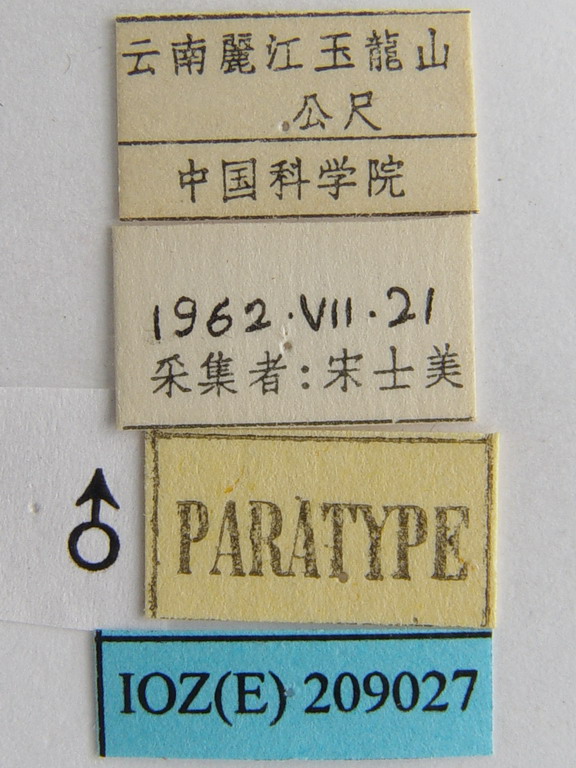 云南麗江玉龍山
公尺
中国科学院
1962·VII·21
采集者:宋士美
♂
PARATYPE
IOZ(E) 209027